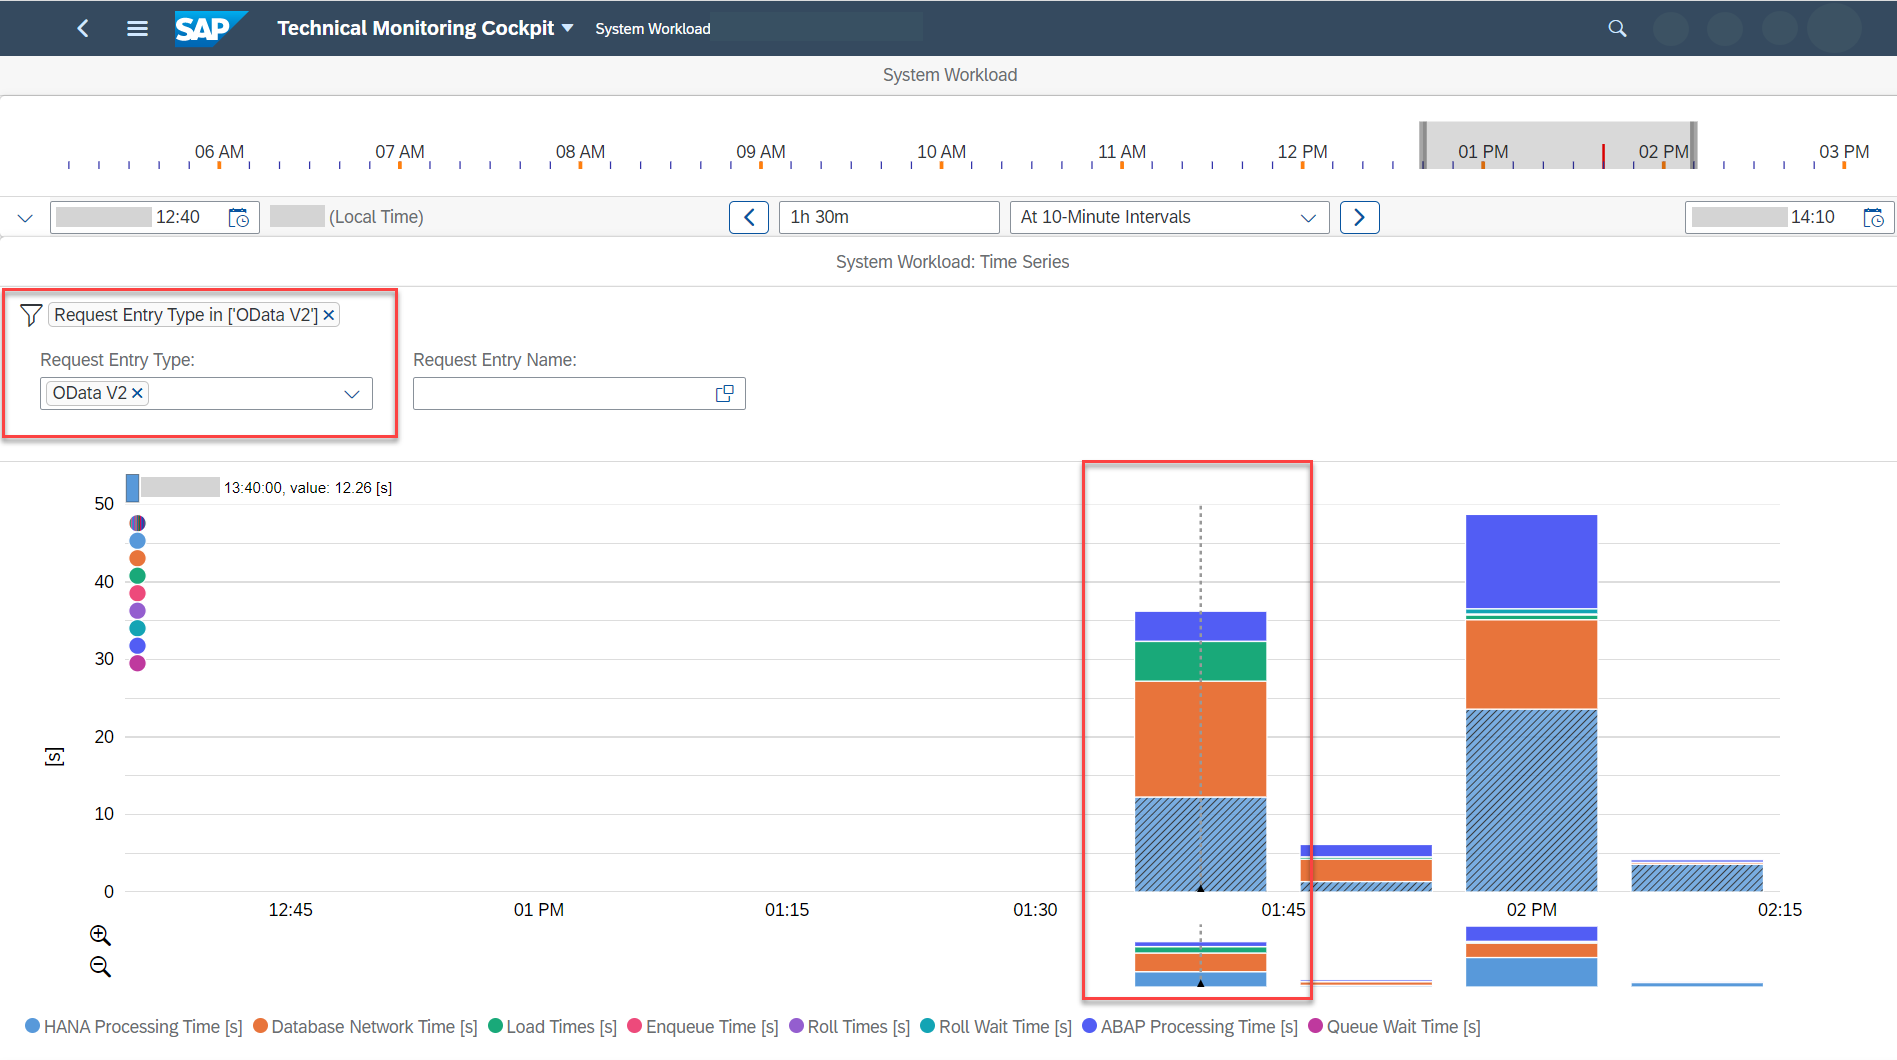 SAP Technical Monitoring Cockpit System Workload
System Workload
06 AM 07 AM 08 AM 09 AM 10 AM 11 AM 12 PM 01 PM 02 PM 03 PM
12:40 (Local Time) 1h 30m At 10-Minute Intervals 14:10
System Workload: Time Series
Request Entry Type in ['OData V2']
Request Entry Type: Request Entry Name:
OData V2
13:40:00, value: 12.26 [s]
50
40
30
20
[s]
10
0
12:45 01 PM 01:15 01:30 01:45 02 PM 02:15
HANA Processing Time [s] Database Network Time [s] Load Times [s] Enqueue Time [s] Roll Times [s] Roll Wait Time [s] ABAP Processing Time [s] Queue Wait Time [s]